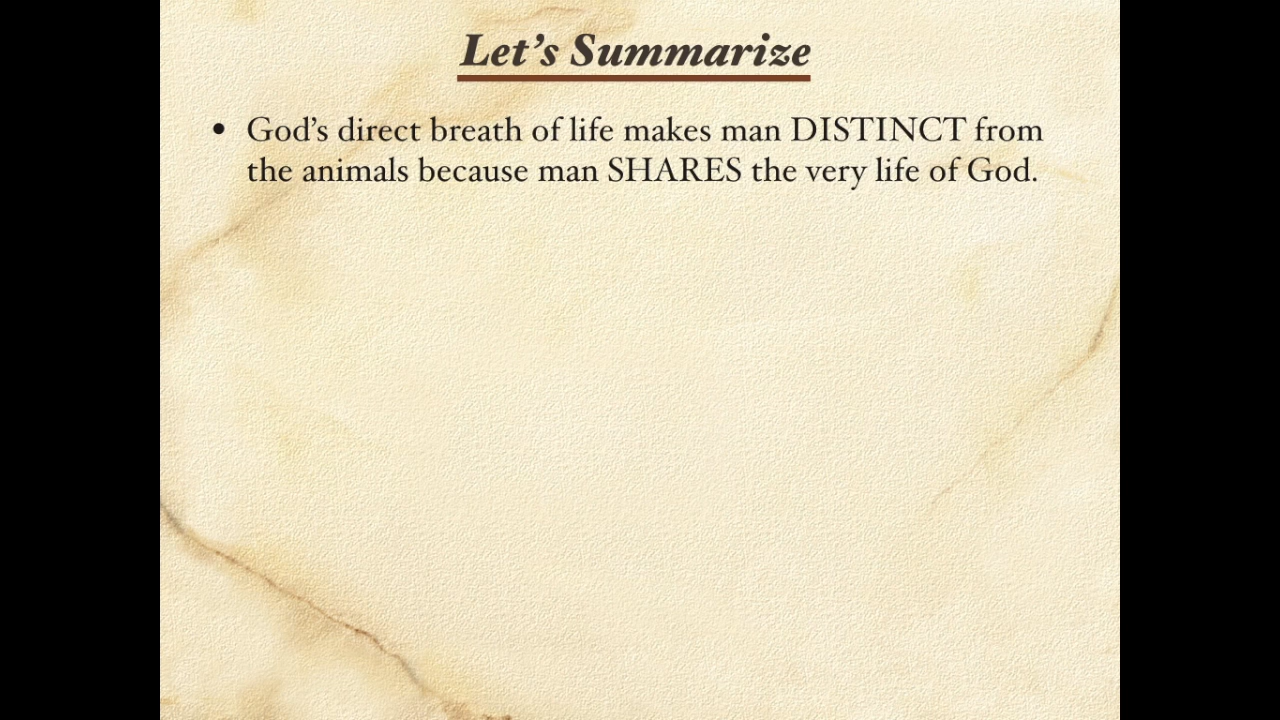 Let’s Summarize
• God’s direct breath of life makes man DISTINCT from
the animals because man SHARES the very life of God.